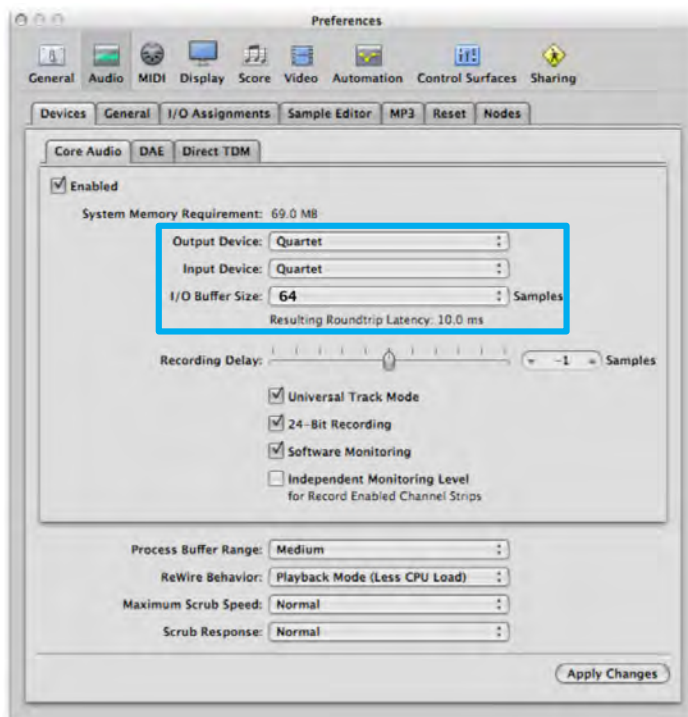 Preferences
General Audio MIDI Display Score Video Automation Control Surfaces Sharing
Devices General I/O Assignments Sample Editor MP3 Reset Nodes
Core Audio DAE Direct TDM
Enabled
System Memory Requirement: 69.0 MB
Output Device: Quartet
Input Device: Quartet
I/O Buffer Size: 64 Samples
Resulting Roundtrip Latency: 10.0 ms
Recording Delay: -1 Samples
Universal Track Mode
24-Bit Recording
Software Monitoring
Independent Monitoring Level
for Record Enabled Channel Strips
Process Buffer Range: Medium
ReWire Behavior: Playback Mode (Less CPU Load)
Maximum Scrub Speed: Normal
Scrub Response: Normal
Apply Changes